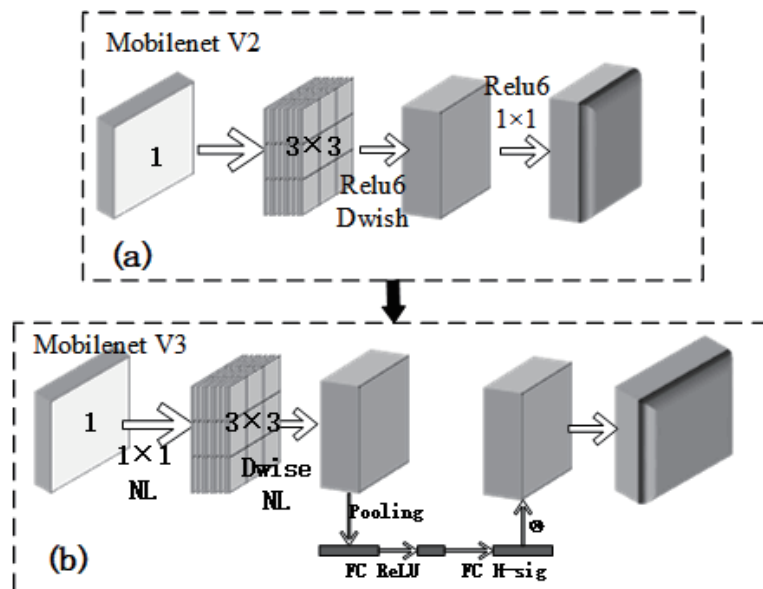 Mobilenet V2
1
3×3
Relu6
Dwish
Relu6
1×1
(a)
Mobilenet V3
1
1×1
NL
3×3
Dwise
NL
Pooling
FC ReLU
FC H-sig
⊗
(b)